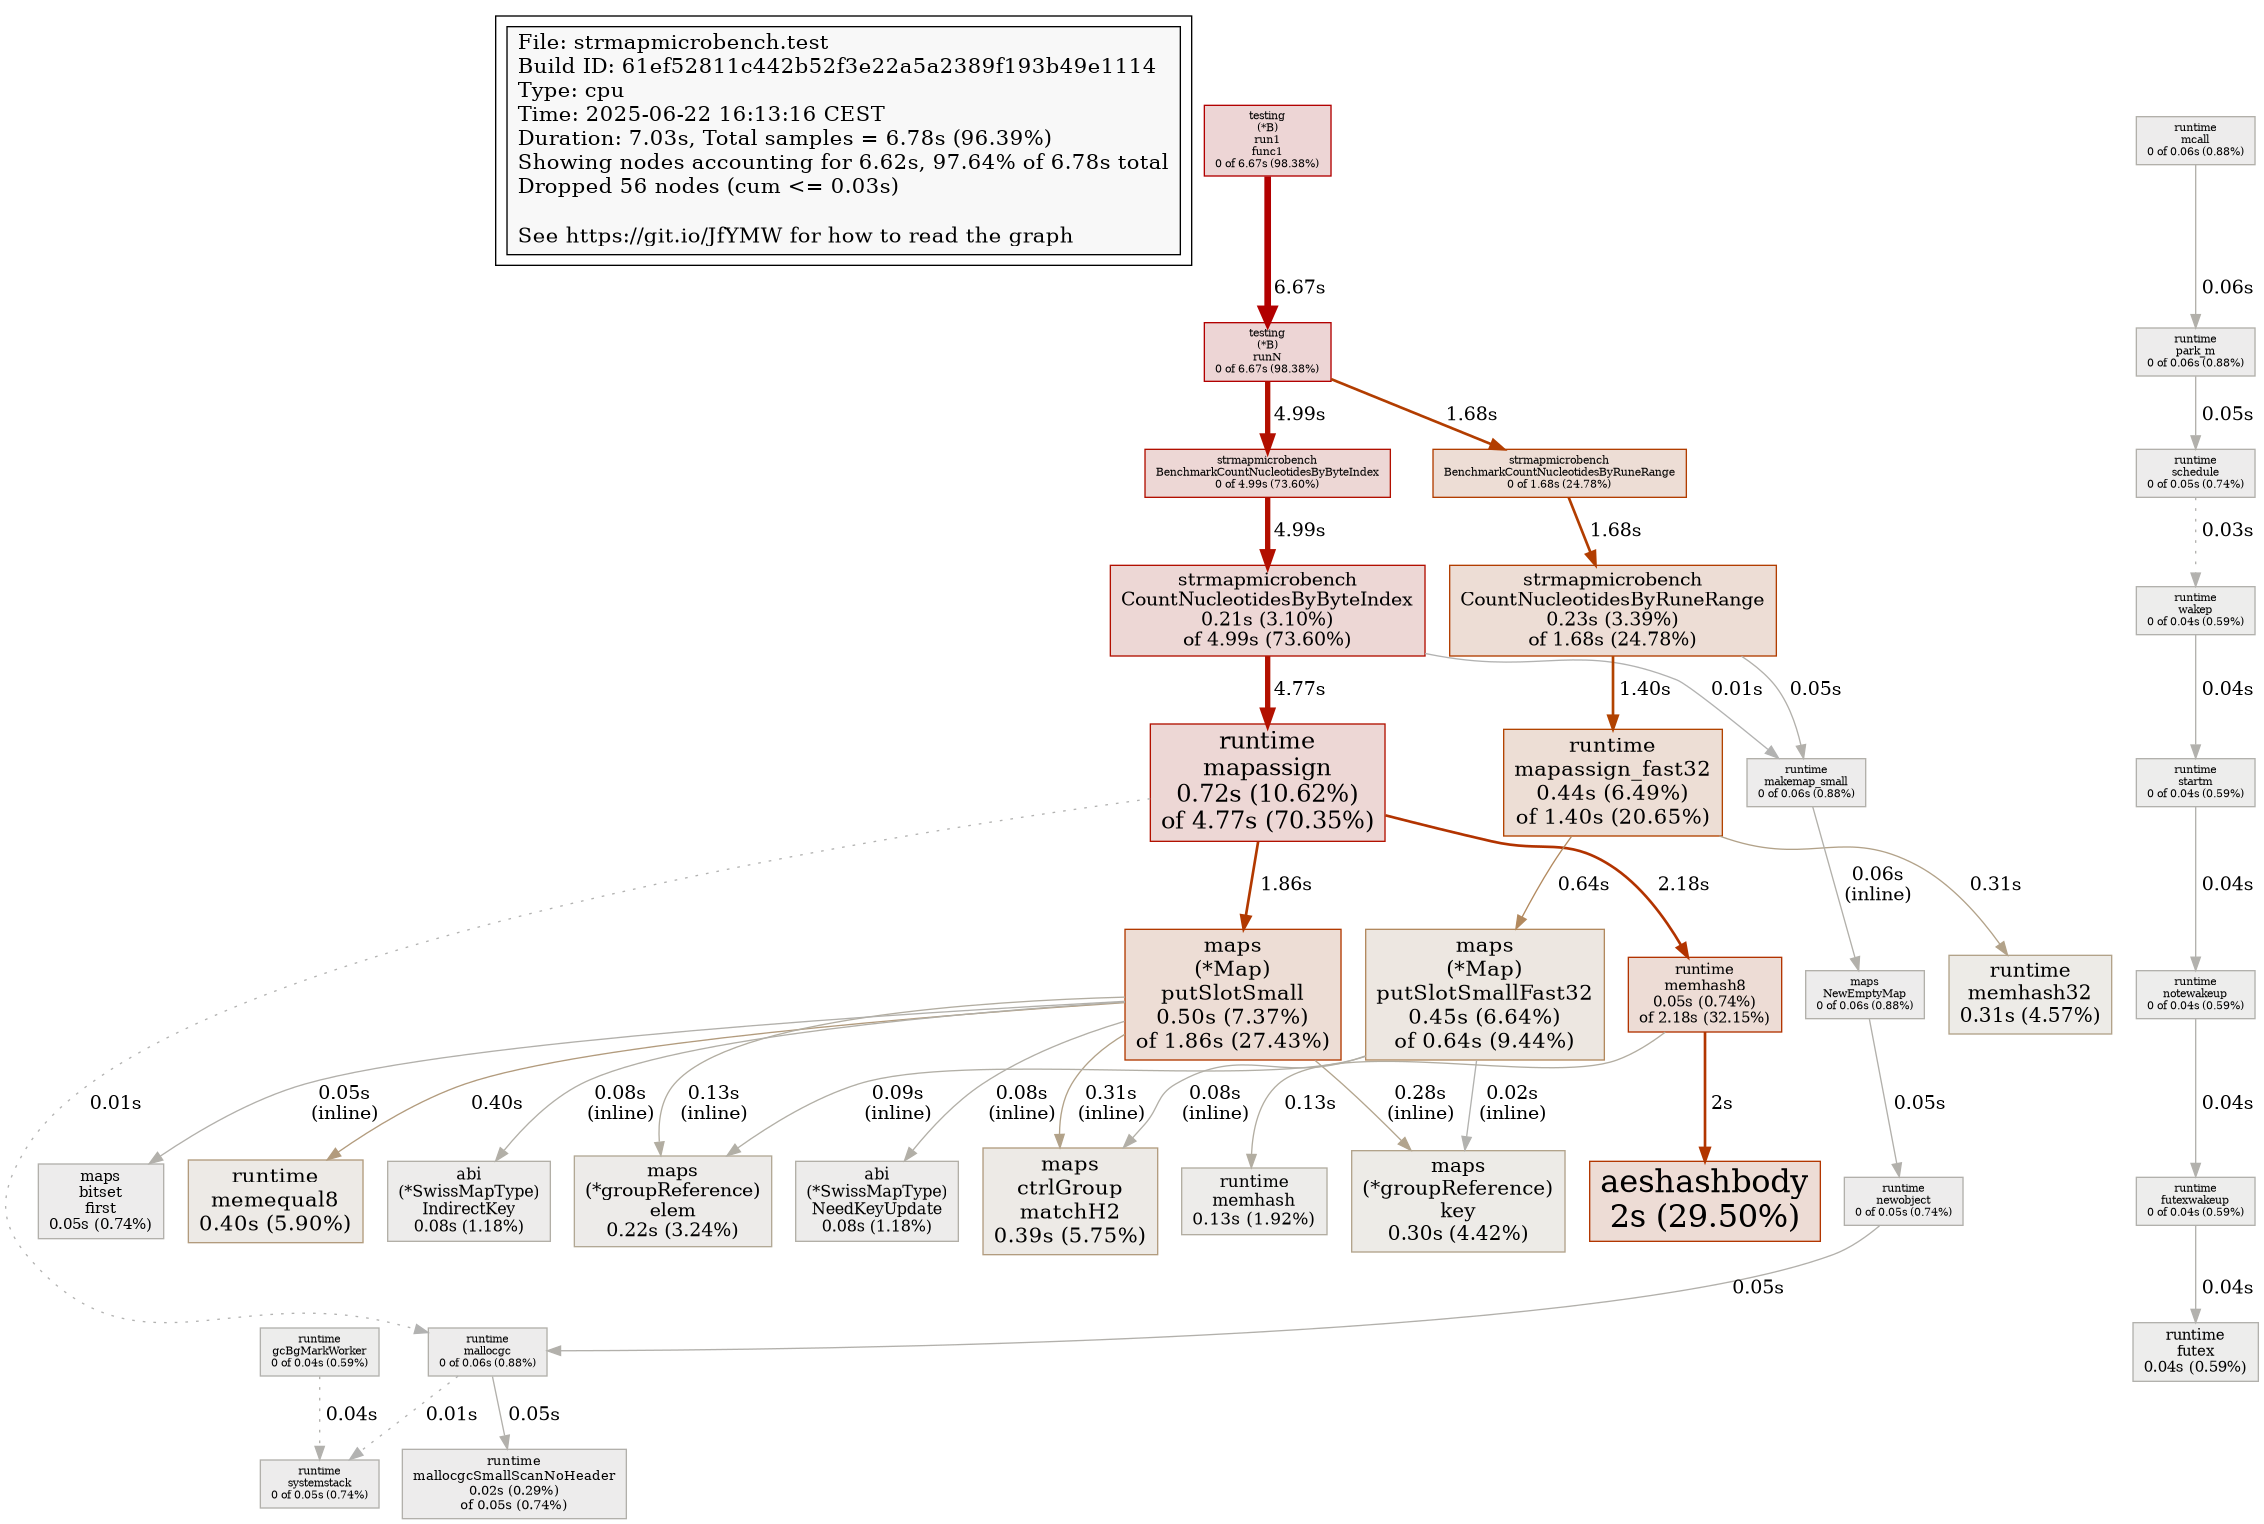 File: strmapmicrobench.test
Build ID: 61ef52811c442b52f3e22a5a2389f193b49e1114
Type: cpu
Time: 2025-06-22 16:13:16 CEST
Duration: 7.03s, Total samples = 6.78s (96.39%)
Showing nodes accounting for 6.62s, 97.64% of 6.78s total
Dropped 56 nodes (cum <= 0.03s)
See https://git.io/JfYMW for how to read the graph
testing
(*B)
run1
func1
0 of 6.67s (98.38%)
runtime
mcall
0 of 0.06s (0.88%)
6.67s
0.06s
testing
(*B)
runN
0 of 6.67s (98.38%)
runtime
park_m
0 of 0.06s (0.88%)
4.99s
1.68s
0.05s
strmapmicrobench
BenchmarkCountNucleotidesByByteIndex
0 of 4.99s (73.60%)
strmapmicrobench
BenchmarkCountNucleotidesByRuneRange
0 of 1.68s (24.78%)
runtime
schedule
0 of 0.05s (0.74%)
4.99s
1.68s
0.03s
strmapmicrobench
CountNucleotidesByByteIndex
0.21s (3.10%)
of 4.99s (73.60%)
strmapmicrobench
CountNucleotidesByRuneRange
0.23s (3.39%)
of 1.68s (24.78%)
runtime
wakep
0 of 0.04s (0.59%)
4.77s
1.40s
0.01s
0.05s
0.04s
runtime
mapassign
0.72s (10.62%)
of 4.77s (70.35%)
runtime
mapassign_fast32
0.44s (6.49%)
of 1.40s (20.65%)
runtime
makemap_small
0 of 0.06s (0.88%)
runtime
startm
0 of 0.04s (0.59%)
1.86s
0.64s
2.18s
0.06s
(inline)
0.31s
0.04s
maps
(*Map)
putSlotSmall
0.50s (7.37%)
of 1.86s (27.43%)
maps
(*Map)
putSlotSmallFast32
0.45s (6.64%)
of 0.64s (9.44%)
runtime
memhash8
0.05s (0.74%)
of 2.18s (32.15%)
maps
NewEmptyMap
0 of 0.06s (0.88%)
runtime
memhash32
0.31s (4.57%)
runtime
notewakeup
0 of 0.04s (0.59%)
0.01s
0.05s
(inline)
0.40s
0.08s
(inline)
0.13s
(inline)
0.09s
(inline)
0.08s
(inline)
0.31s
(inline)
0.08s
(inline)
0.13s
0.28s
(inline)
0.02s
(inline)
2s
0.05s
0.04s
maps
bitset
first
0.05s (0.74%)
runtime
memequal8
0.40s (5.90%)
abi
(*SwissMapType)
IndirectKey
0.08s (1.18%)
maps
(*groupReference)
elem
0.22s (3.24%)
abi
(*SwissMapType)
NeedKeyUpdate
0.08s (1.18%)
maps
ctrlGroup
matchH2
0.39s (5.75%)
runtime
memhash
0.13s (1.92%)
maps
(*groupReference)
key
0.30s (4.42%)
aeshashbody
2s (29.50%)
runtime
newobject
0 of 0.05s (0.74%)
runtime
futexwakeup
0 of 0.04s (0.59%)
0.05s
0.04s
runtime
gcBgMarkWorker
0 of 0.04s (0.59%)
runtime
mallocgc
0 of 0.06s (0.88%)
runtime
futex
0.04s (0.59%)
0.04s
0.01s
0.05s
runtime
systemstack
0 of 0.05s (0.74%)
runtime
mallocgcSmallScanNoHeader
0.02s (0.29%)
of 0.05s (0.74%)